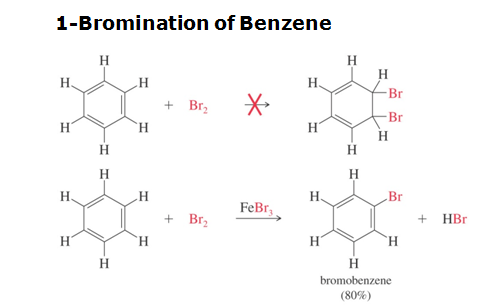 1-Bromination of Benzene
H
H H
H H
H
+ Br₂
H
H H
Br
Br
H H
H
H
H H
H H
H
+ Br₂
FeBr₃
H
H Br
H H
H
+ HBr
bromobenzene
(80%)